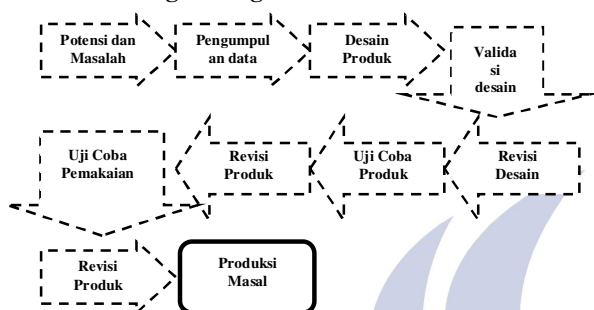 Potensi dan
Masalah
Pengumpul
an data
Desain
Produk
Valida
si
desain
Revisi
Desain
Uji Coba
Produk
Revisi
Produk
Uji Coba
Pemakaian
Revisi
Produk
Produksi
Masal